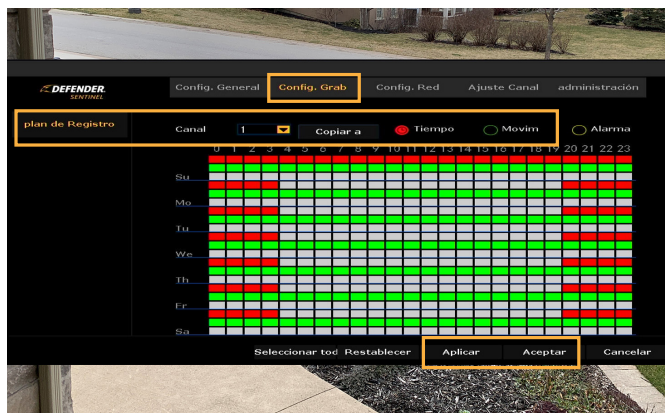 DEFENDER
SENTINEL
Config. General Config. Grab Config. Red Ajuste Canal administración
plan de Registro
Canal 1 Copiar a Tiempo Movim Alarma
0 1 2 3 4 5 6 7 8 9 10 11 12 13 14 15 16 17 18 19 20 21 22 23
Su
Mo
Tu
We
Th
Fr
Sa
Seleccionar tod Restablecer Aplicar Aceptar Cancelar